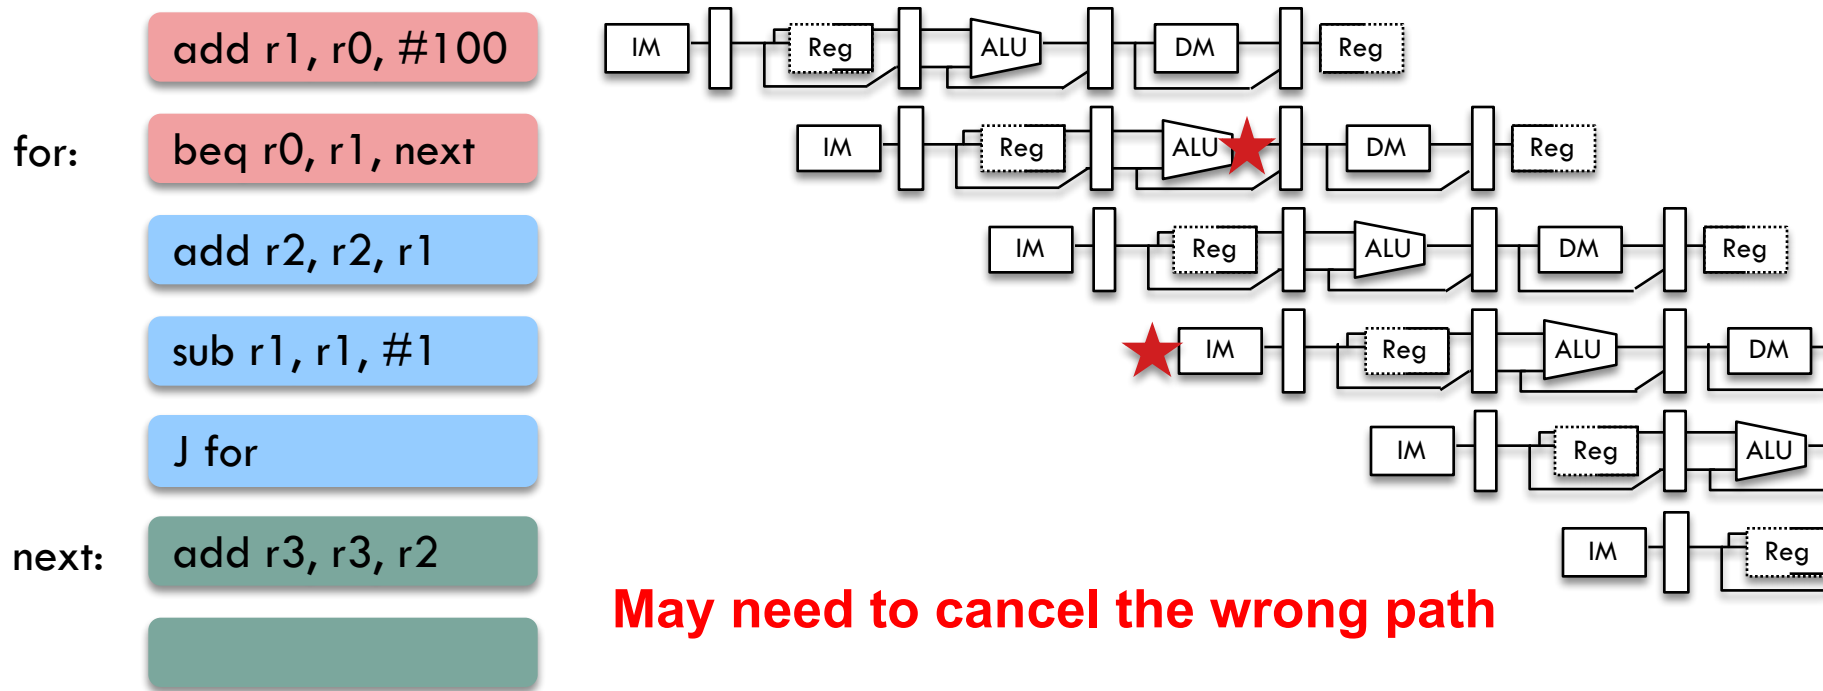 add r1, r0, #100
IM Reg ALU DM Reg
for: beq r0, r1, next
IM Reg ALU DM Reg
add r2, r2, r1
IM Reg ALU DM Reg
sub r1, r1, #1
IM Reg ALU DM
J for
IM Reg ALU
next: add r3, r3, r2
IM Reg
May need to cancel the wrong path